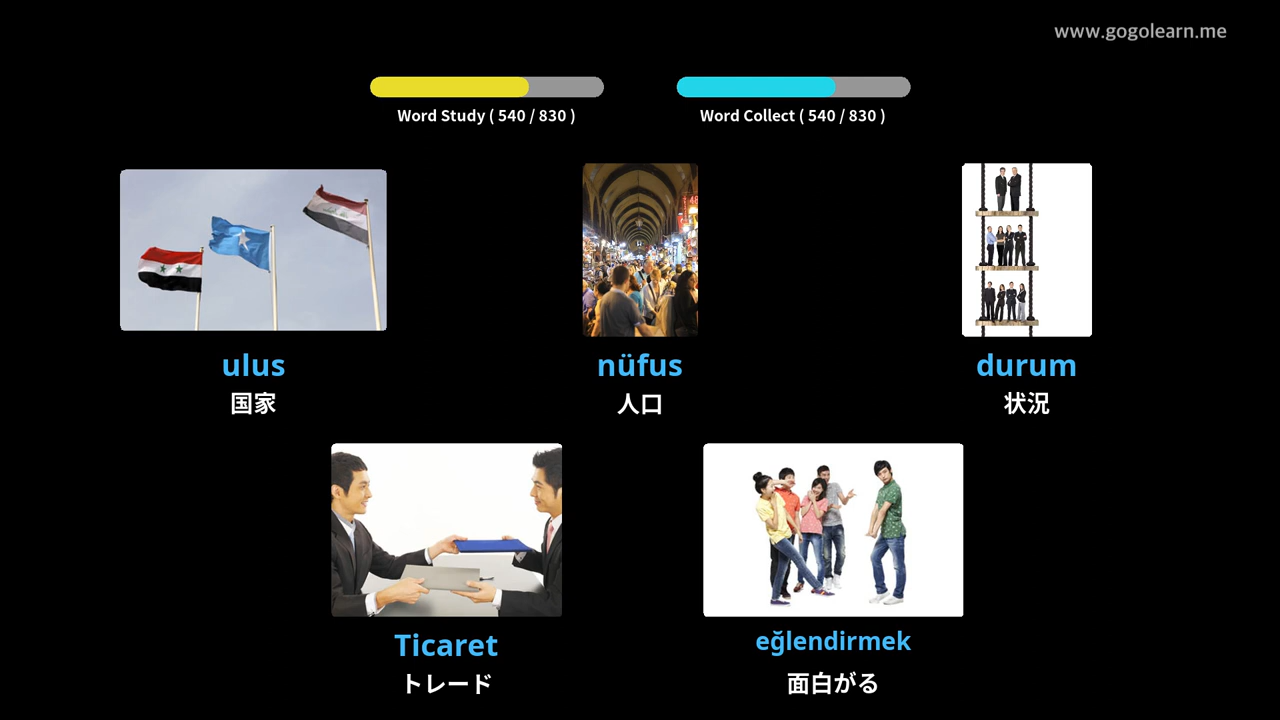 www.gogolearn.me
Word Study ( 540 / 830 )
Word Collect ( 540 / 830 )
ulus
国家
nüfus
人口
durum
状況
Ticaret
トレード
eğlendirmek
面白がる